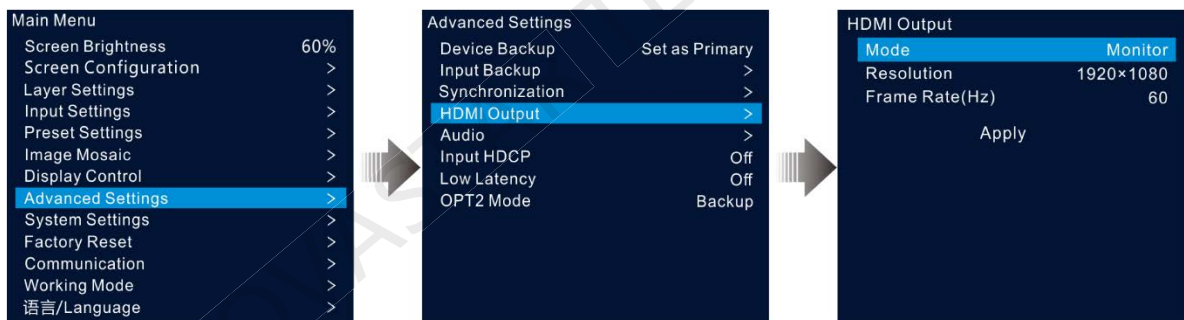 Main Menu
Screen Brightness 60%
Screen Configuration >
Layer Settings >
Input Settings >
Preset Settings >
Image Mosaic >
Display Control >
Advanced Settings >
System Settings >
Factory Reset >
Communication >
Working Mode >
语言/Language >
Advanced Settings
Device Backup Set as Primary
Input Backup >
Synchronization >
HDMI Output >
Audio >
Input HDCP Off
Low Latency Off
OPT2 Mode Backup
HDMI Output
Mode Monitor
Resolution 1920×1080
Frame Rate(Hz) 60
Apply